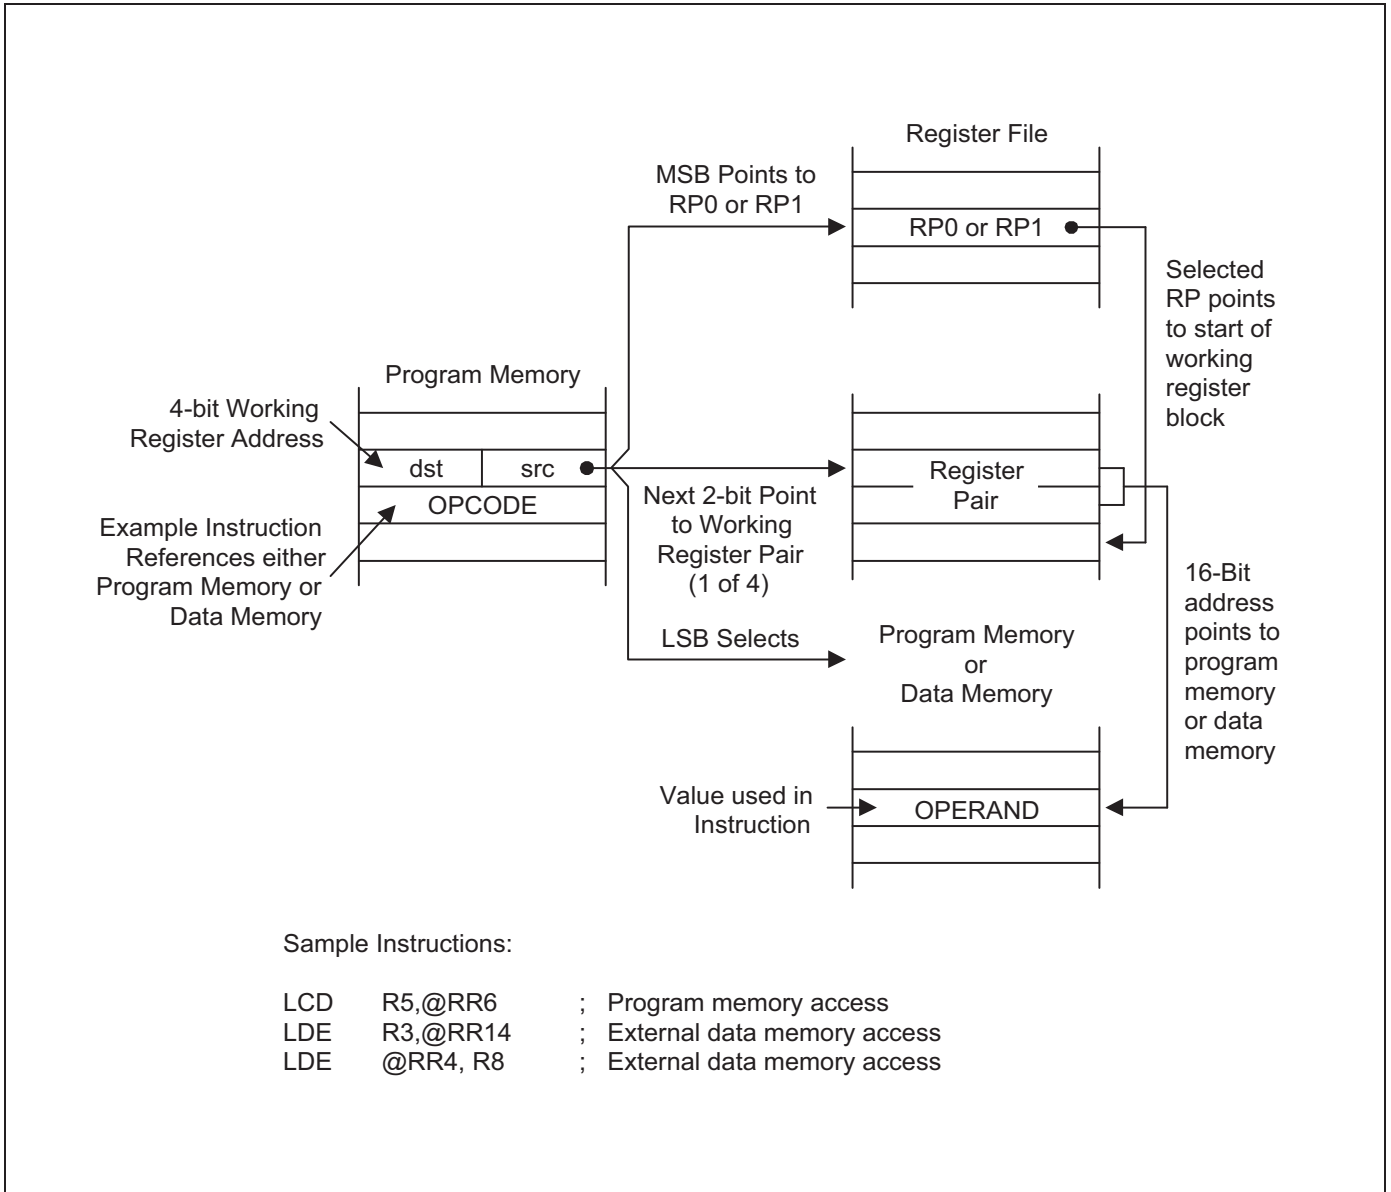 Register File
MSB Points to
RP0 or RP1
RP0 or RP1
Selected
RP points
to start of
working
register
block
Program Memory
4-bit Working
Register Address
dst src
OPCODE
Register
Pair
Next 2-bit Point
to Working
Register Pair
(1 of 4)
Example Instruction
References either
Program Memory or
Data Memory
16-Bit
address
points to
program
memory
or data
memory
LSB Selects
Program Memory
or
Data Memory
Value used in
Instruction
OPERAND
Sample Instructions:
LCD R5,@RR6 ; Program memory access
LDE R3,@RR14 ; External data memory access
LDE @RR4, R8 ; External data memory access